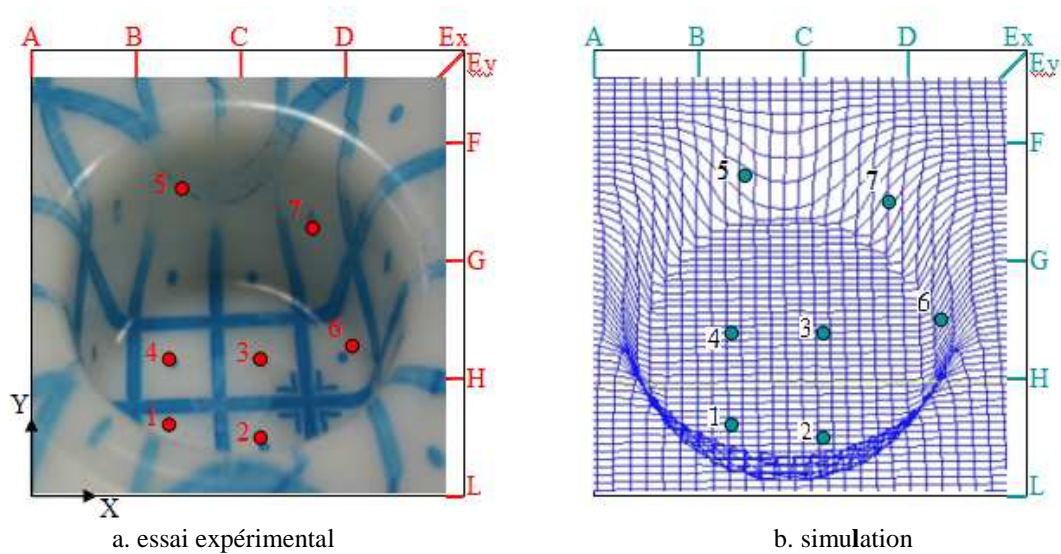 A B C D Ex
Ey
F
5
7
G
6
4 3
H
Y
1
2
L
X
a. essai expérimental
A B C D Ex
Ey
F
5
7
G
6
4 3
H
1
2
L
b. simulation